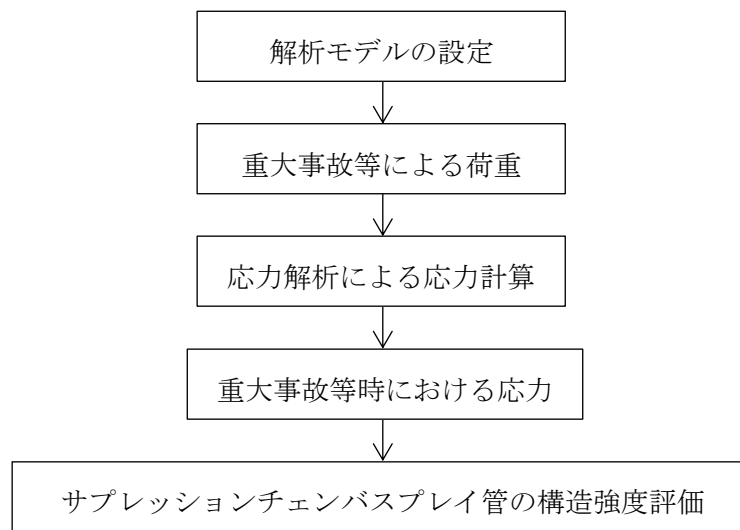 解析モデルの設定
重大事故等による荷重
応力解析による応力計算
重大事故等時における応力
サプレッションチェンバスプレイ管の構造強度評価